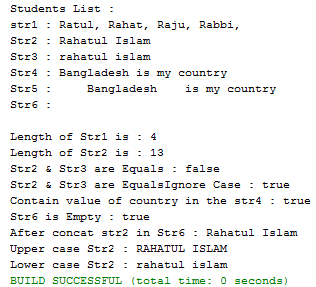 Students List :
str1 : Ratul, Rahat, Raju, Rabbi,
Str2 : Rahatul Islam
Str3 : rahatul islam
Str4 : Bangladesh is my country
Str5 :     Bangladesh    is my country
Str6 :
Length of Str1 is : 4
Length of Str2 is : 13
Str2 & Str3 are Equals : false
Str2 & Str3 are EqualsIgnore Case : true
Contain value of country in the str4 : true
Str6 is Empty : true
After concat str2 in Str6 : Rahatul Islam
Upper case Str2 : RAHATUL ISLAM
Lower case Str2 : rahatul islam
BUILD SUCCESSFUL (total time: 0 seconds)